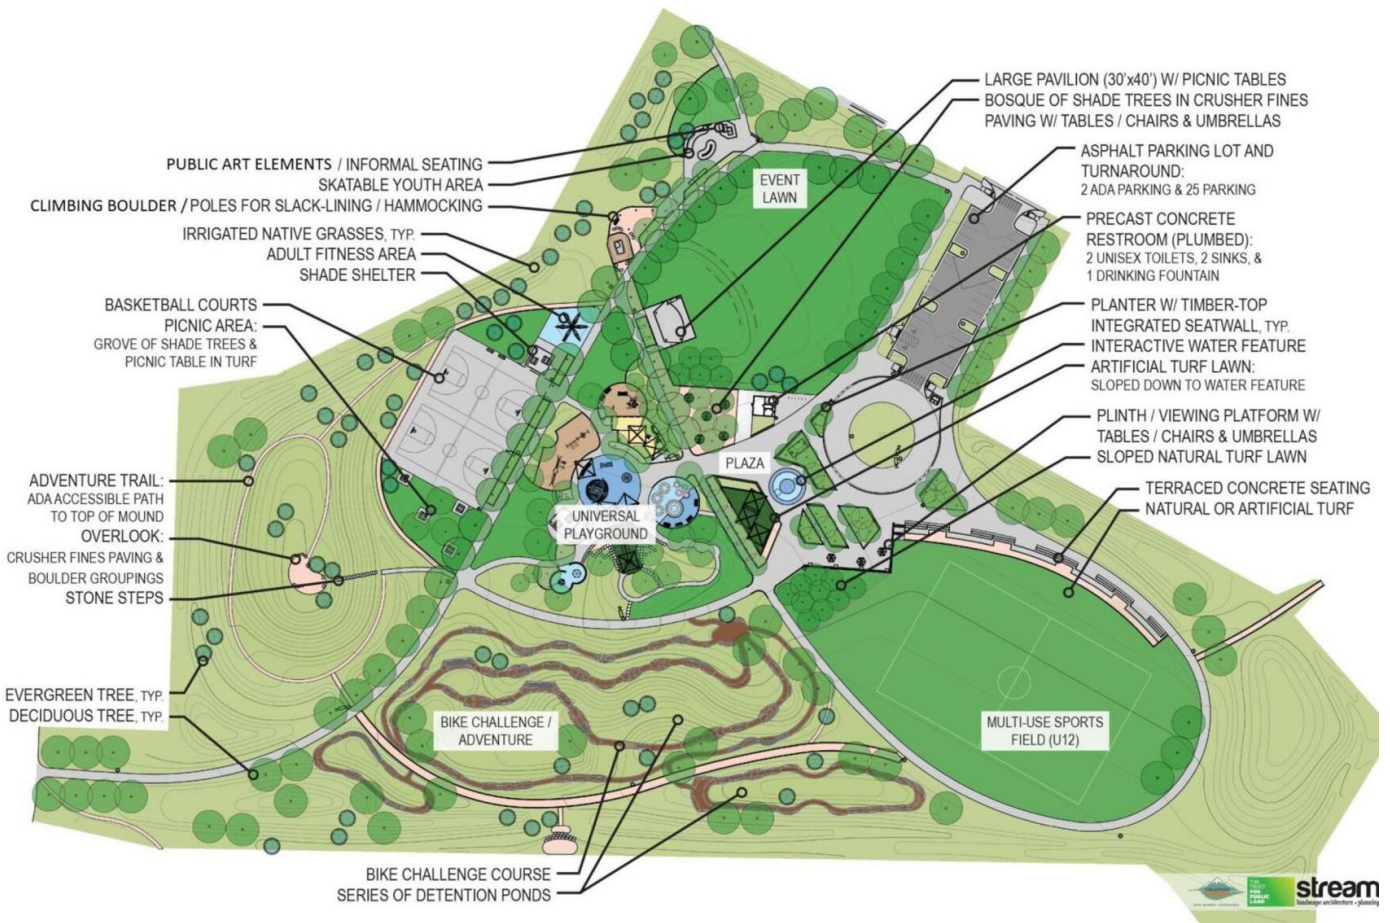 LARGE PAVILION (30'x40') W/ PICNIC TABLES
BOSQUE OF SHADE TREES IN CRUSHER FINES
PAVING W/ TABLES / CHAIRS & UMBRELLAS
ASPHALT PARKING LOT AND
TURNAROUND:
2 ADA PARKING & 25 PARKING
PRECAST CONCRETE
RESTROOM (PLUMBED):
2 UNISEX TOILETS, 2 SINKS, &
1 DRINKING FOUNTAIN
PLANTER W/ TIMBER-TOP
INTEGRATED SEATWALL, TYP.
INTERACTIVE WATER FEATURE
ARTIFICIAL TURF LAWN:
SLOPED DOWN TO WATER FEATURE
PLINTH / VIEWING PLATFORM W/
TABLES / CHAIRS & UMBRELLAS
SLOPED NATURAL TURF LAWN
TERRACED CONCRETE SEATING
NATURAL OR ARTIFICIAL TURF
PUBLIC ART ELEMENTS / INFORMAL SEATING
SKATABLE YOUTH AREA
CLIMBING BOULDER / POLES FOR SLACK-LINING / HAMMOCKING
IRRIGATED NATIVE GRASSES, TYP.
ADULT FITNESS AREA
SHADE SHELTER
BASKETBALL COURTS
PICNIC AREA:
GROVE OF SHADE TREES &
PICNIC TABLE IN TURF
ADVENTURE TRAIL:
ADA ACCESSIBLE PATH
TO TOP OF MOUND
OVERLOOK:
CRUSHER FINES PAVING &
BOULDER GROUPINGS
STONE STEPS
EVERGREEN TREE, TYP.
DECIDUOUS TREE, TYP.
BIKE CHALLENGE COURSE
SERIES OF DETENTION PONDS
EVENT
LAWN
PLAZA
UNIVERSAL
PLAYGROUND
BIKE CHALLENGE /
ADVENTURE
MULTI-USE SPORTS
FIELD (U12)
THE
TRUST
FOR
PUBLIC
LAND
stream
landscape architecture + planning